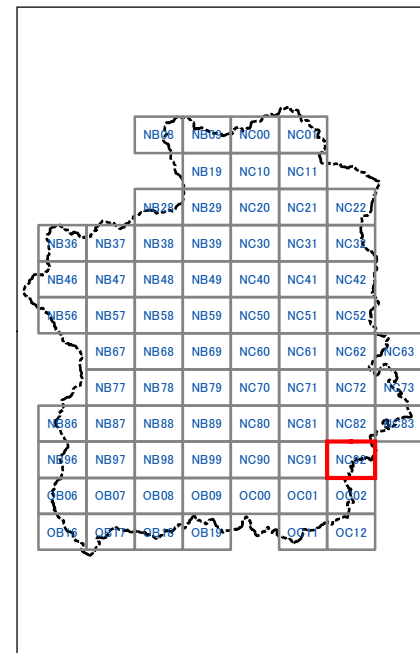 NB08 NB09 NC00 NC01
NB19 NC10 NC11
NB28 NB29 NC20 NC21 NC22
NB36 NB37 NB38 NB39 NC30 NC31 NC32
NB46 NB47 NB48 NB49 NC40 NC41 NC42
NB56 NB57 NB58 NB59 NC50 NC51 NC52
NB67 NB68 NB69 NC60 NC61 NC62 NC63
NB77 NB78 NB79 NC70 NC71 NC72 NC73
NB86 NB87 NB88 NB89 NC80 NC81 NC82 NC83
NB96 NB97 NB98 NB99 NC90 NC91 NC92
OB06 OB07 OB08 OB09 OC00 OC01 OC02
OB16 OB17 OB18 OB19 OC11 OC12